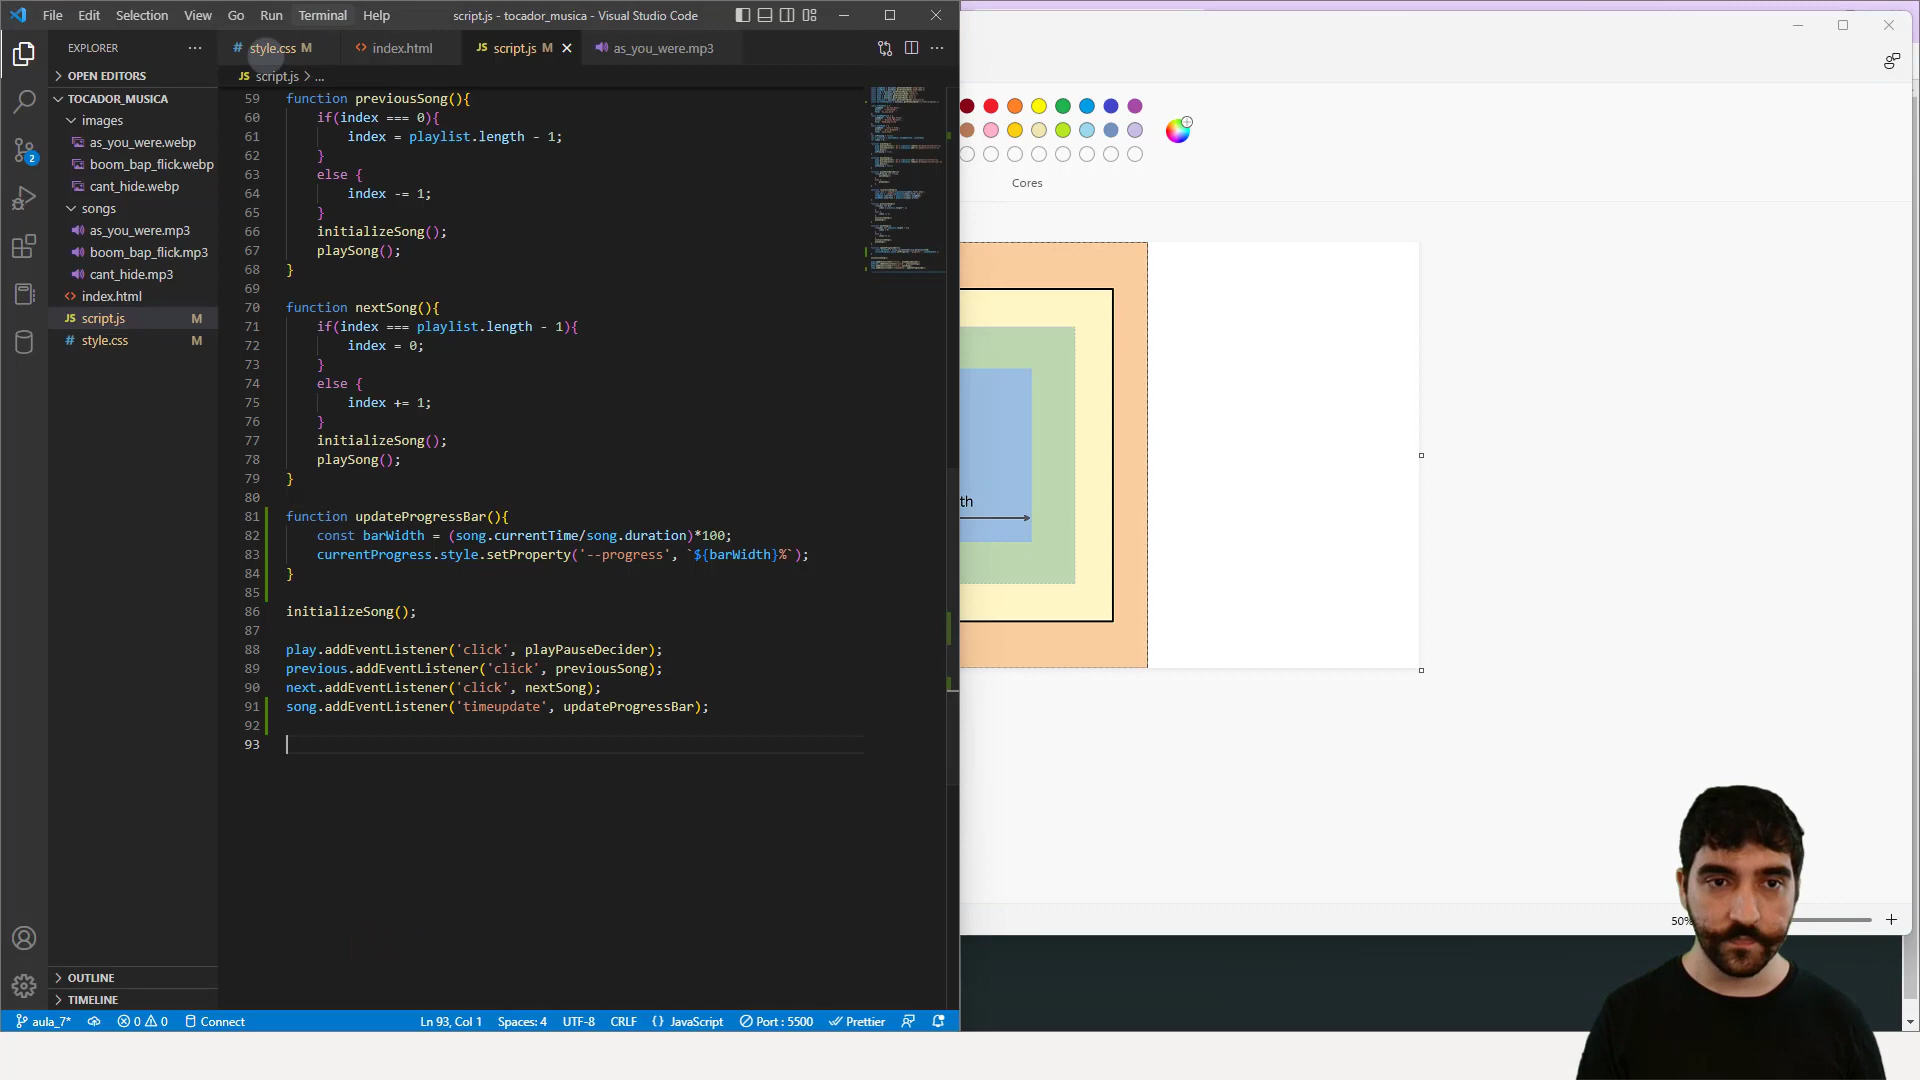 File Edit Selection View Go Run Terminal Help
script.js - tocador_musica - Visual Studio Code
EXPLORER
OPEN EDITORS
TOCADOR_MUSICA
images
as_you_were.webp
boom_bap_flick.webp
cant_hide.webp
songs
as_you_were.mp3
boom_bap_flick.mp3
cant_hide.mp3
index.html
script.js M
style.css M
OUTLINE
TIMELINE
2
style.css M
index.html
script.js M
as_you_were.mp3
JS script.js > ...
59 function previousSong(){
60 if(index === 0){
61 index = playlist.length - 1;
62 }
63 else {
64 index -= 1;
65 }
66 initializeSong();
67 playSong();
68 }
69
70 function nextSong(){
71 if(index === playlist.length - 1){
72 index = 0;
73 }
74 else {
75 index += 1;
76 }
77 initializeSong();
78 playSong();
79 }
80
81 function updateProgressBar(){
82 const barWidth = (song.currentTime/song.duration)*100;
83 currentProgress.style.setProperty('--progress', `${barWidth}%`);
84 }
85
86 initializeSong();
87
88 play.addEventListener('click', playPauseDecider);
89 previous.addEventListener('click', previousSong);
90 next.addEventListener('click', nextSong);
91 song.addEventListener('timeupdate', updateProgressBar);
92
93
aula_7* 0 0 Connect
Ln 93, Col 1 Spaces: 4 UTF-8 CRLF {} JavaScript Port : 5500 Prettier
Cores
th
50%